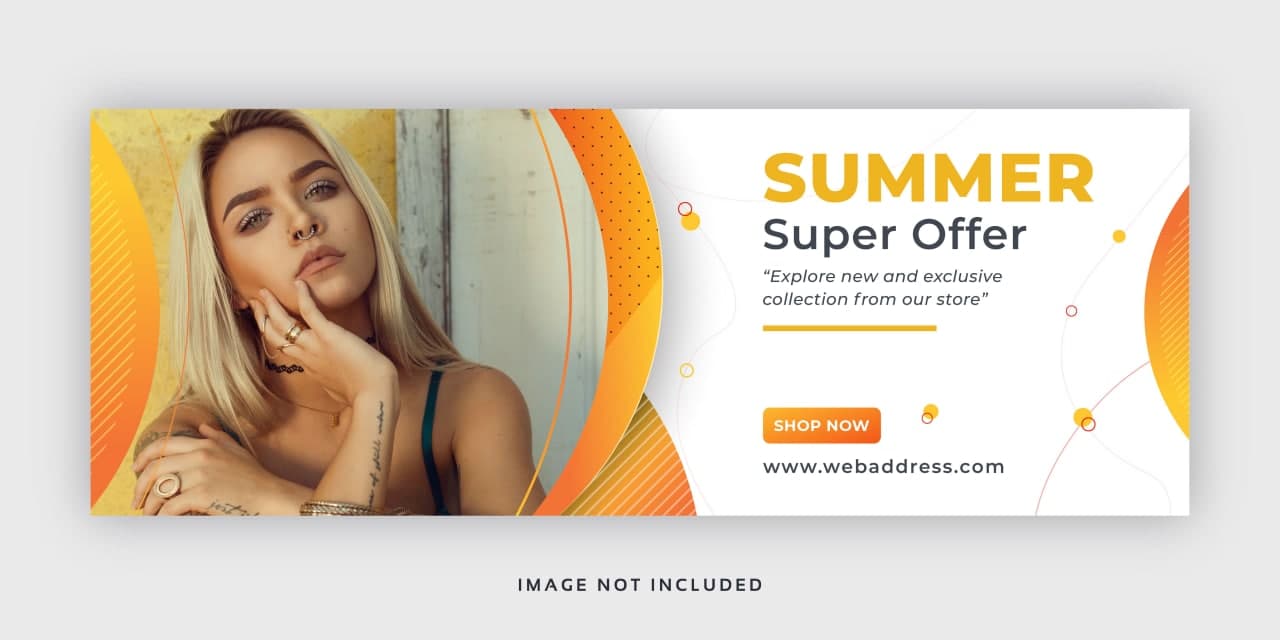 SUMMER
Super Offer
“Explore new and exclusive
collection from our store”
SHOP NOW
www.webaddress.com
IMAGE NOT INCLUDED